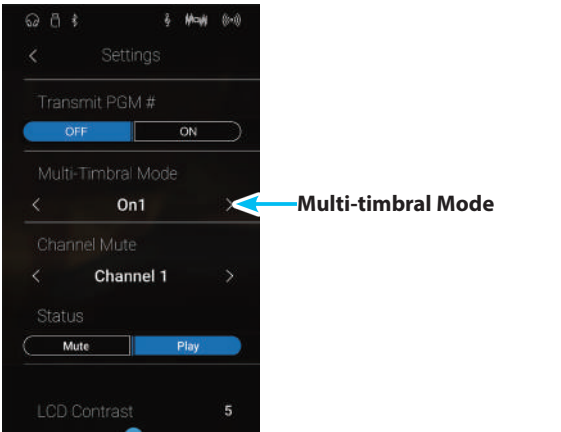 Settings
Transmit PGM #
OFF ON
Multi-Timbral Mode
On1
Multi-timbral Mode
Channel Mute
Channel 1
Status
Mute Play
LCD Contrast 5